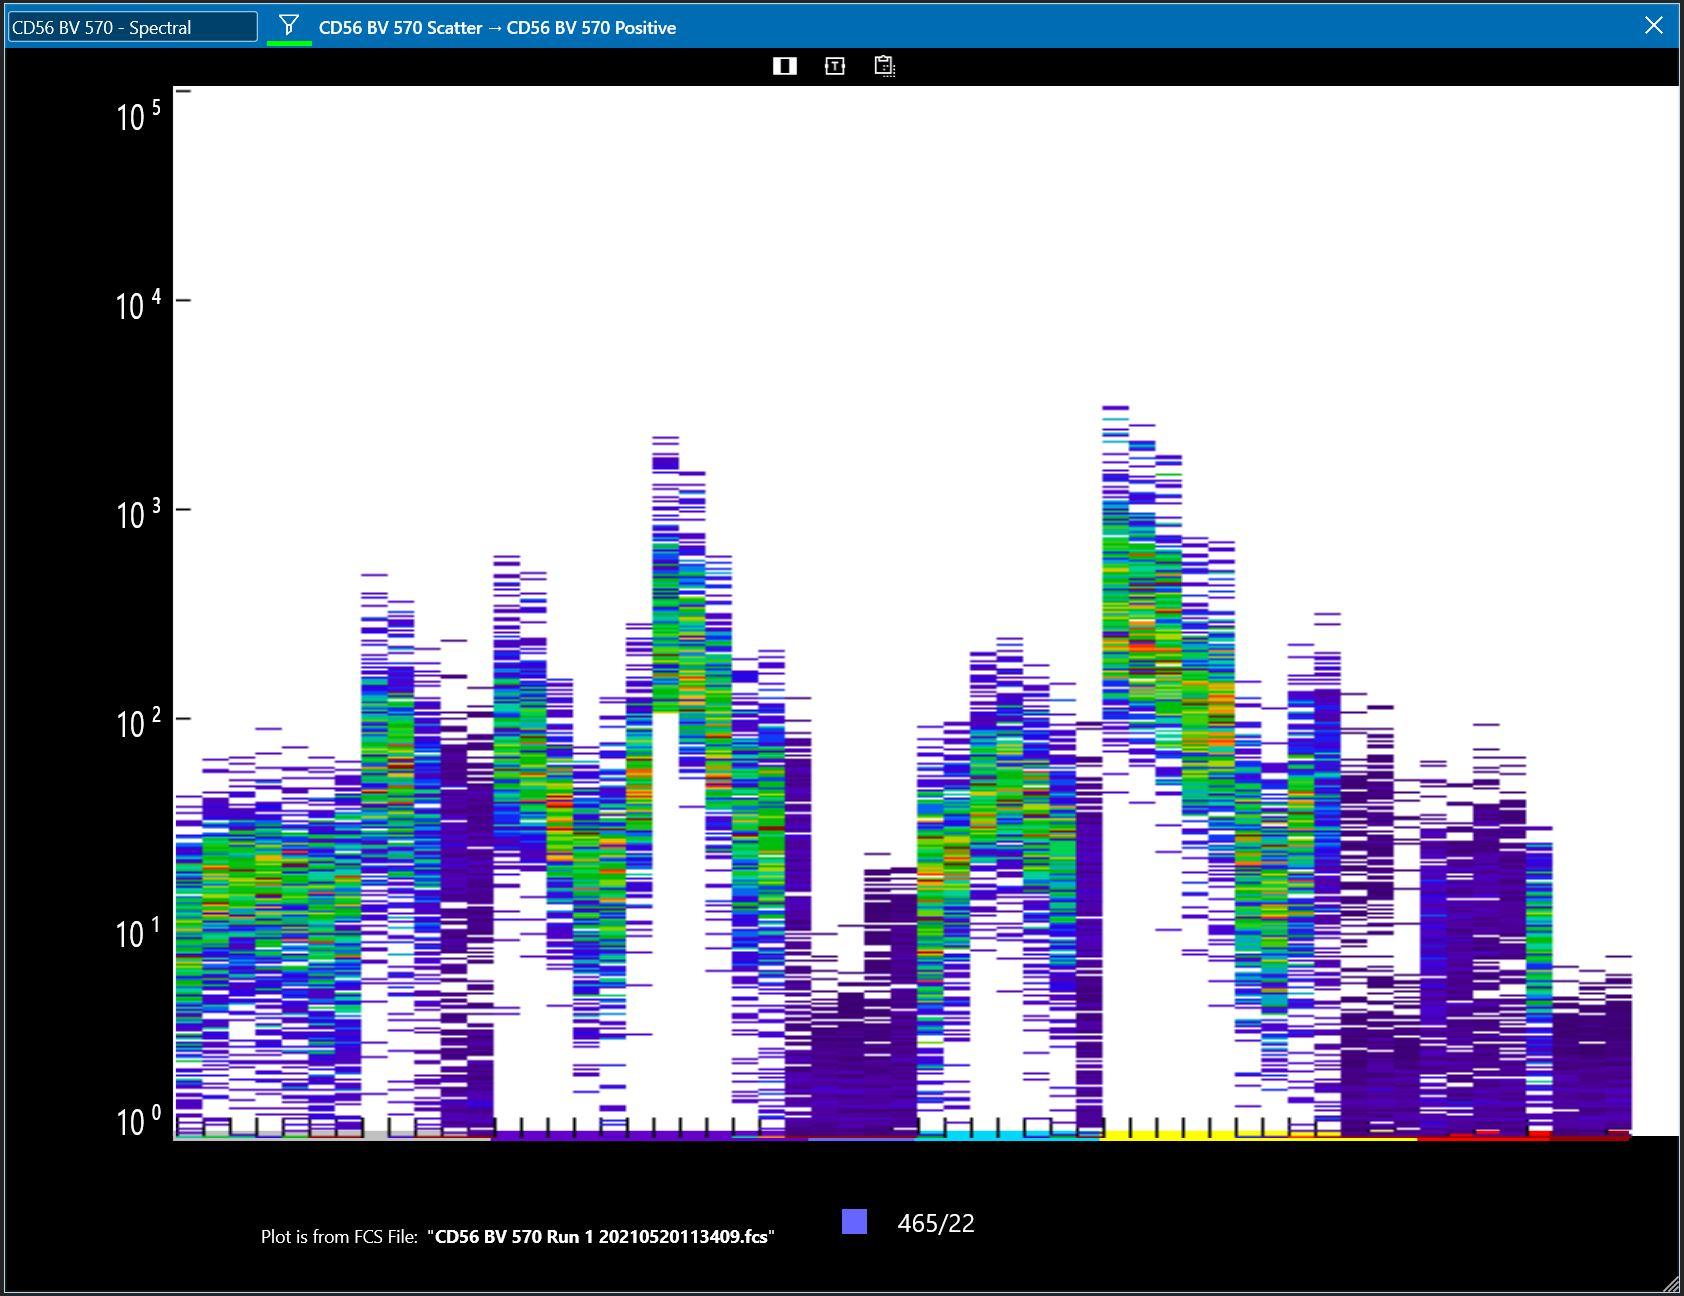 CD56 BV 570 - Spectral
CD56 BV 570 Scatter → CD56 BV 570 Positive
10 5
10 4
10 3
10 2
10 1
10 0
465/22
Plot is from FCS File: "CD56 BV 570 Run 1 20210520113409.fcs"